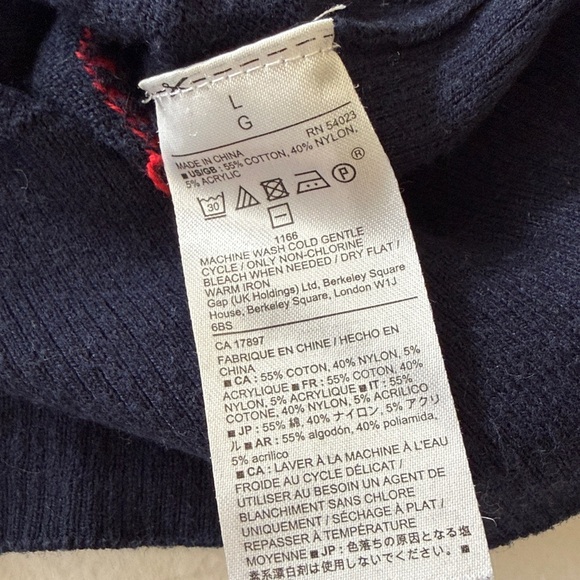 L
G
RN 54023
MADE IN CHINA
■ US/GB : 55% COTTON, 40% NYLON,
5% ACRYLIC
30 P ®
1166
MACHINE WASH COLD GENTLE
CYCLE / ONLY NON-CHLORINE
BLEACH WHEN NEEDED / DRY FLAT /
WARM IRON
Gap (UK Holdings) Ltd, Berkeley Square
House, Berkeley Square, London W1J
6BS
CA 17897
FABRIQUE EN CHINE / HECHO EN
CHINA
■ CA : 55% COTON, 40% NYLON, 5%
ACRYLIQUE ■ FR : 55% COTON, 40%
NYLON, 5% ACRYLIQUE ■ IT : 55%
COTONE, 40% NYLON, 5% ACRILICO
■ JP : 55% 綿, 40% ナイロン, 5% アクリ
ル ■ AR : 55% algodón, 40% poliamida,
5% acrílico
■ CA : LAVER À LA MACHINE À L'EAU
FROIDE AU CYCLE DÉLICAT /
UTILISER AU BESOIN UN AGENT DE
BLANCHIMENT SANS CHLORE
UNIQUEMENT / SÉCHAGE À PLAT /
REPASSER À TEMPÉRATURE
MOYENNE ■ JP : 色落ちの原因となる塩
素系漂白剤は使用しないでください。